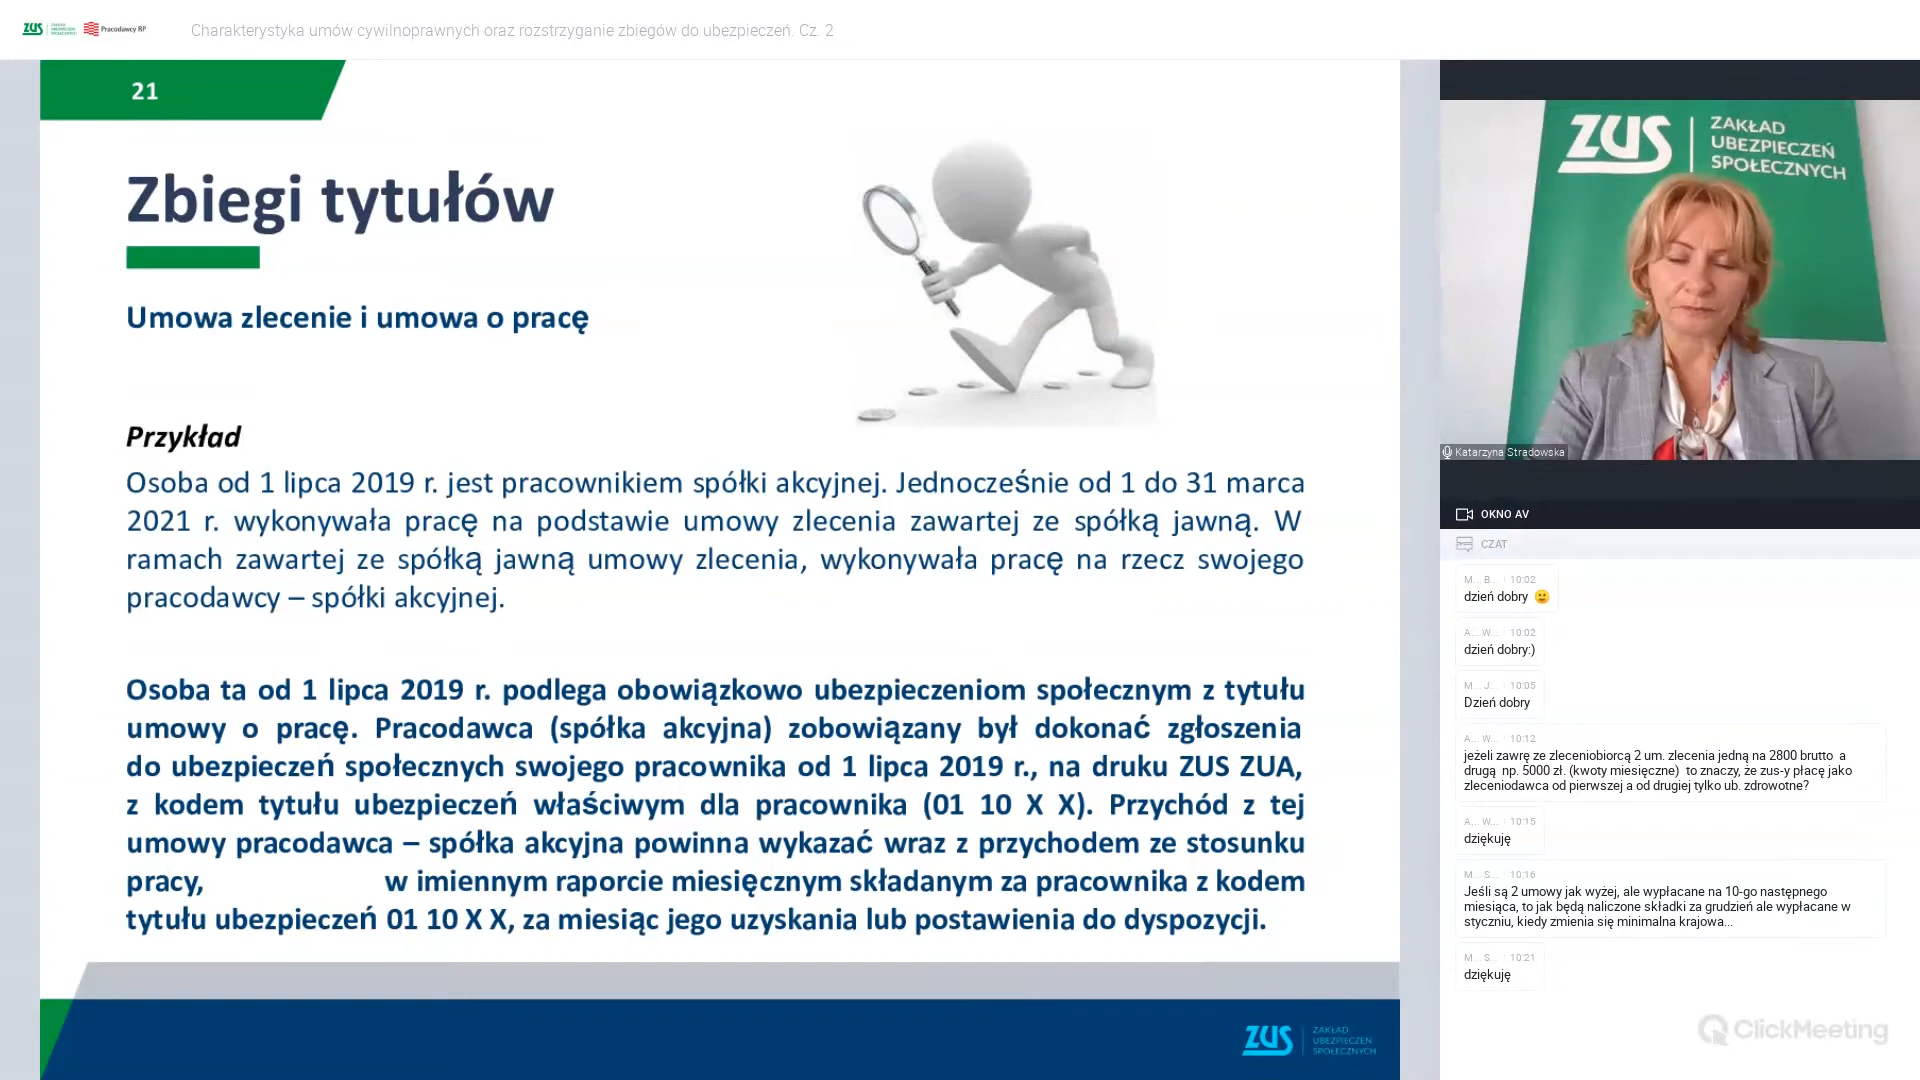 ZUS ZAKŁAD UBEZPIECZEŃ SPOŁECZNYCH Pracodawcy RP Charakterystyka umów cywilnoprawnych oraz rozstrzyganie zbiegów do ubezpieczeń. Cz. 2
21
Zbiegi tytułów
Umowa zlecenie i umowa o pracę
Przykład
Osoba od 1 lipca 2019 r. jest pracownikiem spółki akcyjnej. Jednocześnie od 1 do 31 marca
2021 r. wykonywała pracę na podstawie umowy zlecenia zawartej ze spółką jawną. W
ramach zawartej ze spółką jawną umowy zlecenia, wykonywała pracę na rzecz swojego
pracodawcy – spółki akcyjnej.
Osoba ta od 1 lipca 2019 r. podlega obowiązkowo ubezpieczeniom społecznym z tytułu
umowy o pracę. Pracodawca (spółka akcyjna) zobowiązany był dokonać zgłoszenia
do ubezpieczeń społecznych swojego pracownika od 1 lipca 2019 r., na druku ZUS ZUA,
z kodem tytułu ubezpieczeń właściwym dla pracownika (01 10 X X). Przychód z tej
umowy pracodawca – spółka akcyjna powinna wykazać wraz z przychodem ze stosunku
pracy, w imiennym raporcie miesięcznym składanym za pracownika z kodem
tytułu ubezpieczeń 01 10 X X, za miesiąc jego uzyskania lub postawienia do dyspozycji.
ZUS ZAKŁAD
UBEZPIECZEŃ
SPOŁECZNYCH
ZUS ZAKŁAD
UBEZPIECZEŃ
SPOŁECZNYCH
Katarzyna Stradowska
OKNO AV
CZAT
M... B... 10:02
dzień dobry 🙂
A... W... 10:02
dzień dobry:)
M... J... 10:05
Dzień dobry
A... W... 10:12
jeżeli zawrę ze zleceniobiorcą 2 um. zlecenia jedną na 2800 brutto a
drugą np. 5000 zł. (kwoty miesięczne) to znaczy, że zus-y płacę jako
zleceniodawca od pierwszej a od drugiej tylko ub. zdrowotne?
A... W... 10:15
dziękuję
M... S... 10:16
Jeśli są 2 umowy jak wyżej, ale wypłacane na 10-go następnego
miesiąca, to jak będą naliczone składki za grudzień ale wypłacane w
styczniu, kiedy zmienia się minimalna krajowa...
M... S... 10:21
dziękuję
ClickMeeting